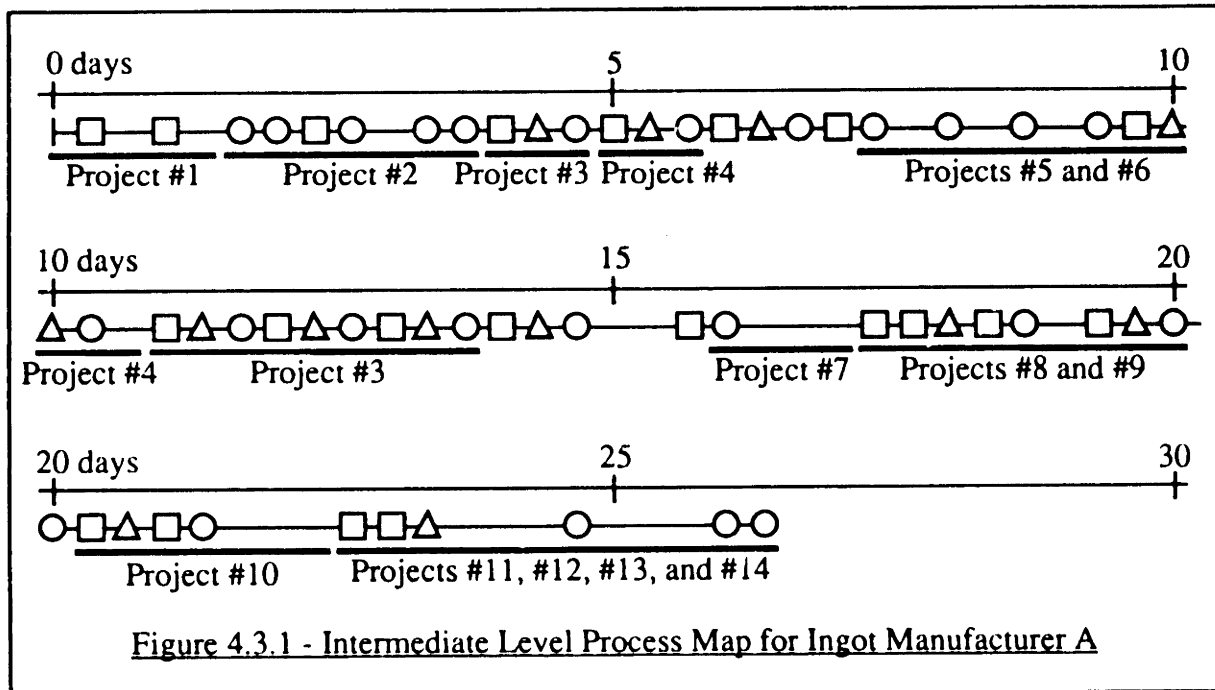 0 days 5 10
Project #1 Project #2 Project #3 Project #4 Projects #5 and #6
10 days 15 20
Project #4 Project #3 Project #7 Projects #8 and #9
20 days 25 30
Project #10 Projects #11, #12, #13, and #14
Figure 4.3.1 - Intermediate Level Process Map for Ingot Manufacturer A